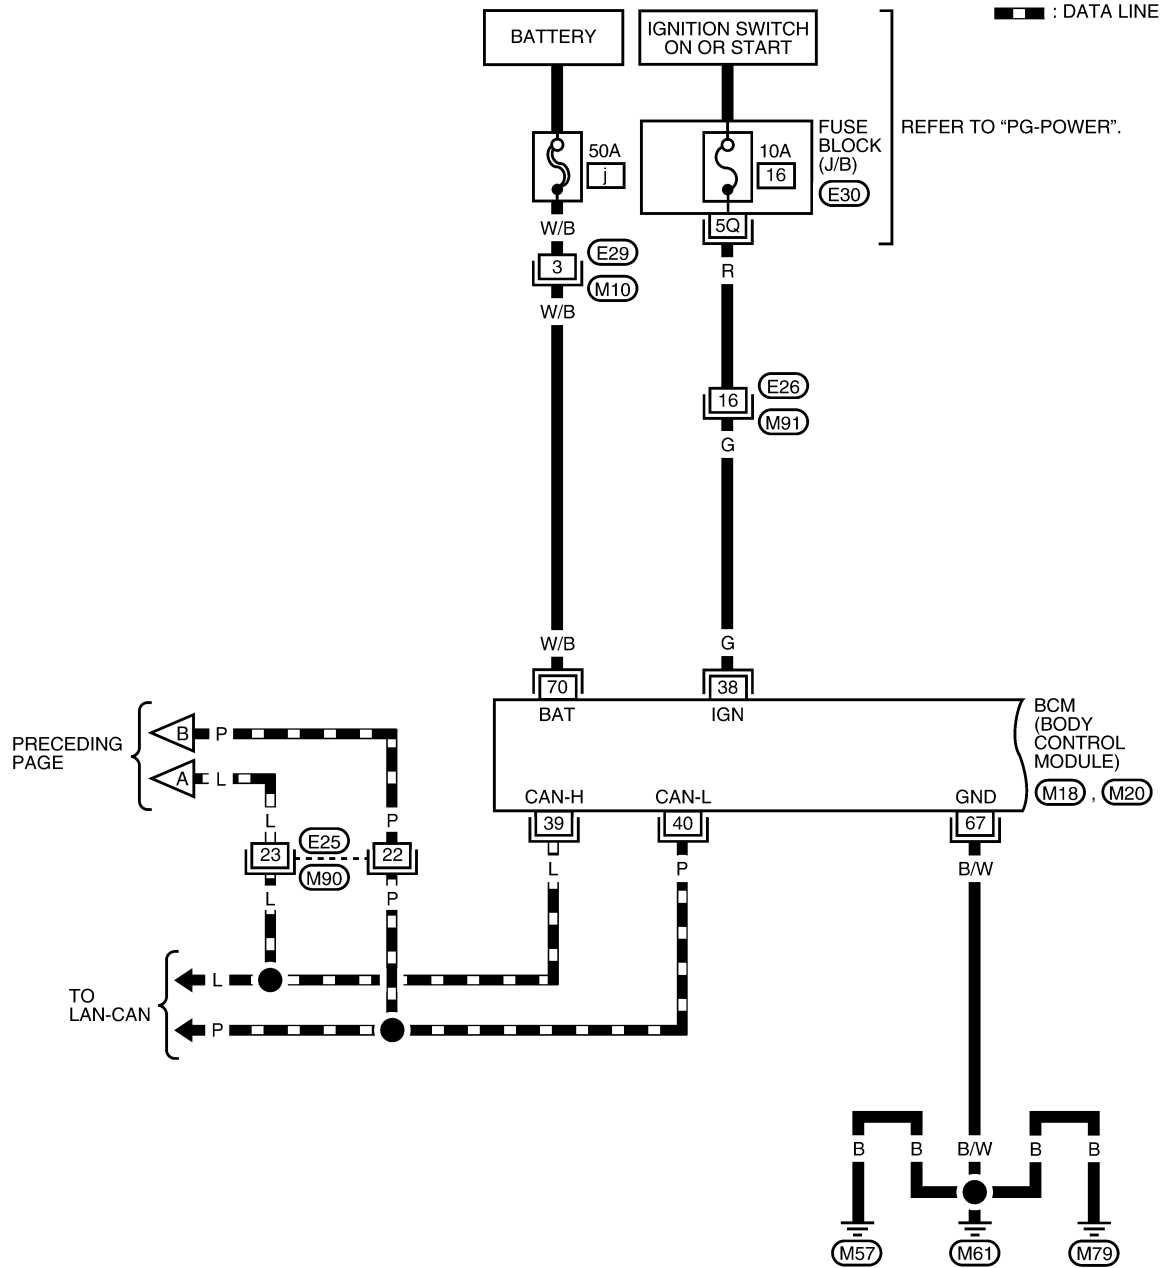 : DATA LINE
BATTERY
IGNITION SWITCH
ON OR START
REFER TO “PG-POWER”.
50A
j
10A
16
FUSE
BLOCK
(J/B)
E30
5Q
W/B
3
E29
M10
W/B
R
16
E26
M91
G
W/B
G
70
38
BAT
IGN
BCM
(BODY
CONTROL
MODULE)
M18 , M20
CAN-H
CAN-L
GND
39
40
67
PRECEDING
PAGE
B
P
A
L
L
P
23
E25
M90
22
L
P
L
P
B/W
TO
LAN-CAN
L
P
B
B
B/W
B
B
M57
M61
M79